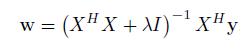 w = (X^H X + λI)^{-1} X^H y